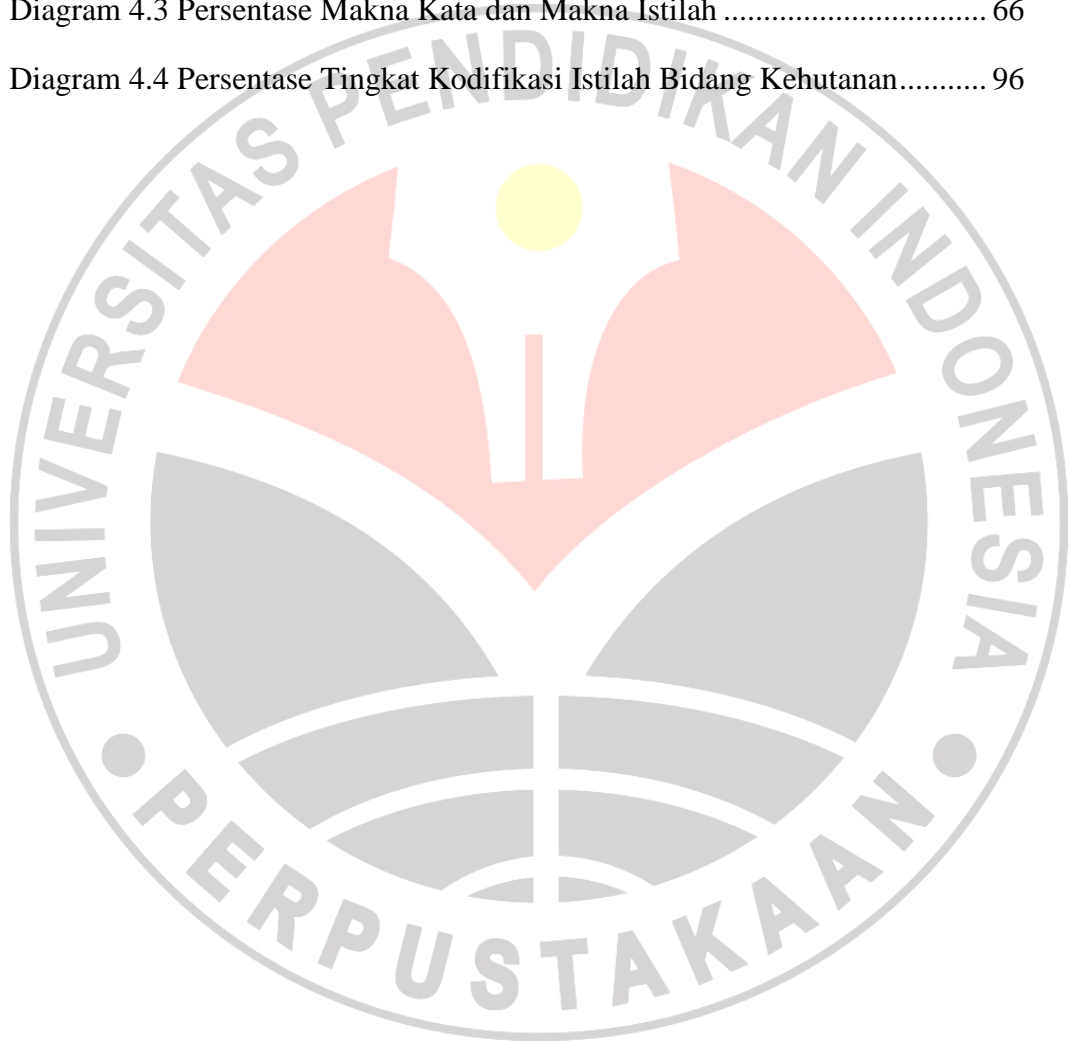 Diagram 4.3 Persentase Makna Kata dan Makna Istilah ................................ 66
Diagram 4.4 Persentase Tingkat Kodifikasi Istilah Bidang Kehutanan........... 96
UNIVERSITAS PENDIDIKAN INDONESIA
PERPUSTAKAAN